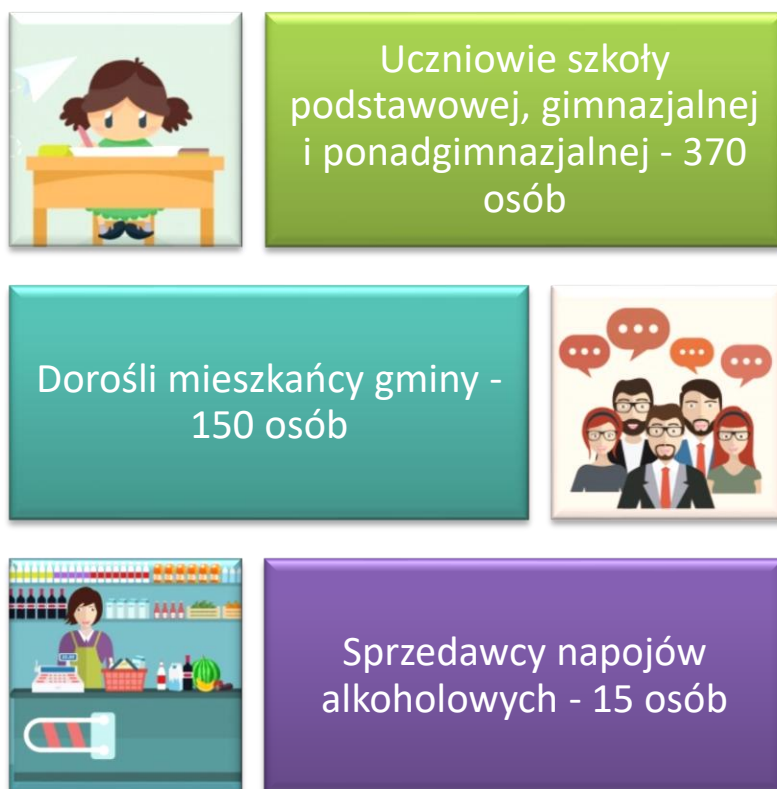 Uczniowie szkoły
podstawowej, gimnazjalnej
i ponadgimnazjalnej - 370
osób
Dorośli mieszkańcy gminy -
150 osób
Sprzedawcy napojów
alkoholowych - 15 osób